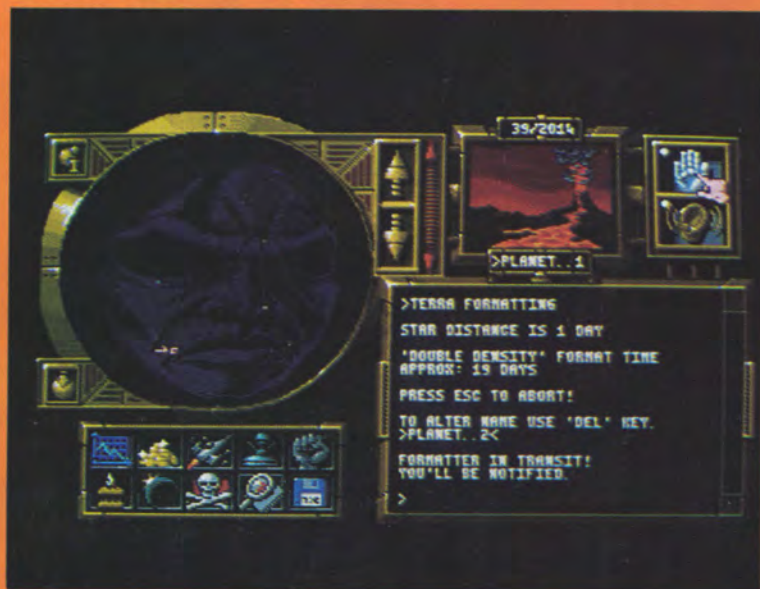 1
39/2014
>PLANET..1
>TERRA FORMATTING
STAR DISTANCE IS 1 DAY
'DOUBLE DENSITY' FORMAT TIME
APPROX: 19 DAYS
PRESS ESC TO ABORT!
TO ALTER NAME USE 'DEL' KEY.
>PLANET..2<
FORMATTER IN TRANSIT!
YOU'LL BE NOTIFIED.
>